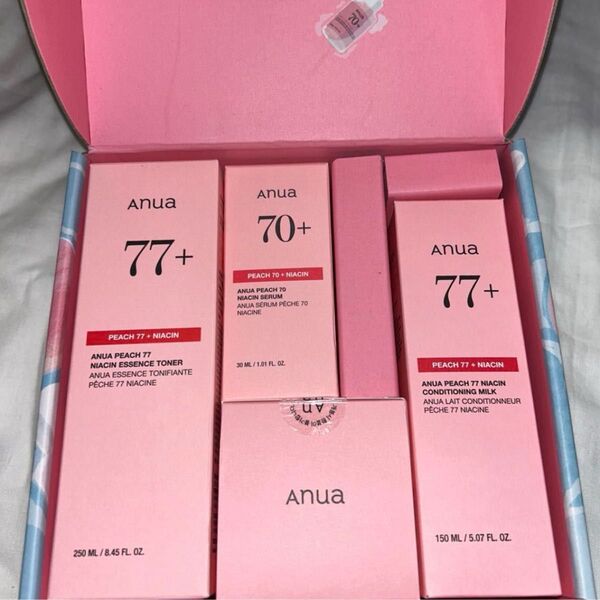 Anua
70+
Anua
77+
PEACH 77 + NIACIN
ANUA PEACH 77
NIACIN ESSENCE TONER
ANUA ESSENCE TONIFIANTE
PÊCHE 77 NIACINE
250 ML / 8.45 FL. OZ.
Anua
70+
PEACH 70 + NIACIN
ANUA PEACH 70
NIACIN SERUM
ANUA SÉRUM PÊCHE 70
NIACINE
30 ML / 1.01 FL. OZ.
An
Anua
Anua
77+
PEACH 77 + NIACIN
ANUA PEACH 77 NIACIN
CONDITIONING MILK
ANUA LAIT CONDITIONNEUR
PÊCHE 77 NIACINE
150 ML / 5.07 FL. OZ.